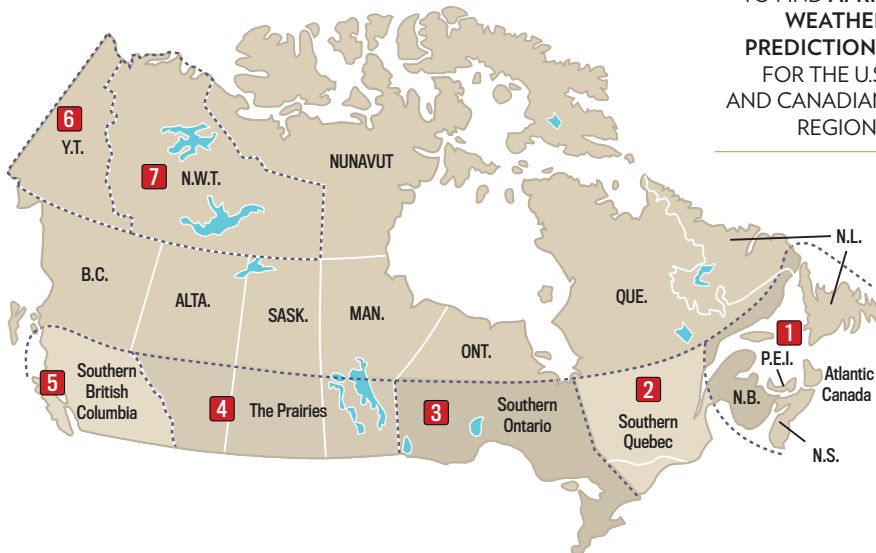 WEATHER
PREDICTION
FOR THE U.S
AND CANADIAN
REGION
6
Y.T.
7
N.W.T.
NUNAVUT
N.L.
B.C.
ALTA.
SASK.
MAN.
QUE.
ONT.
1
P.E.I.
Atlantic
Canada
5
Southern
British
Columbia
4
The Prairies
3
Southern
Ontario
2
Southern
Quebec
N.B.
N.S.